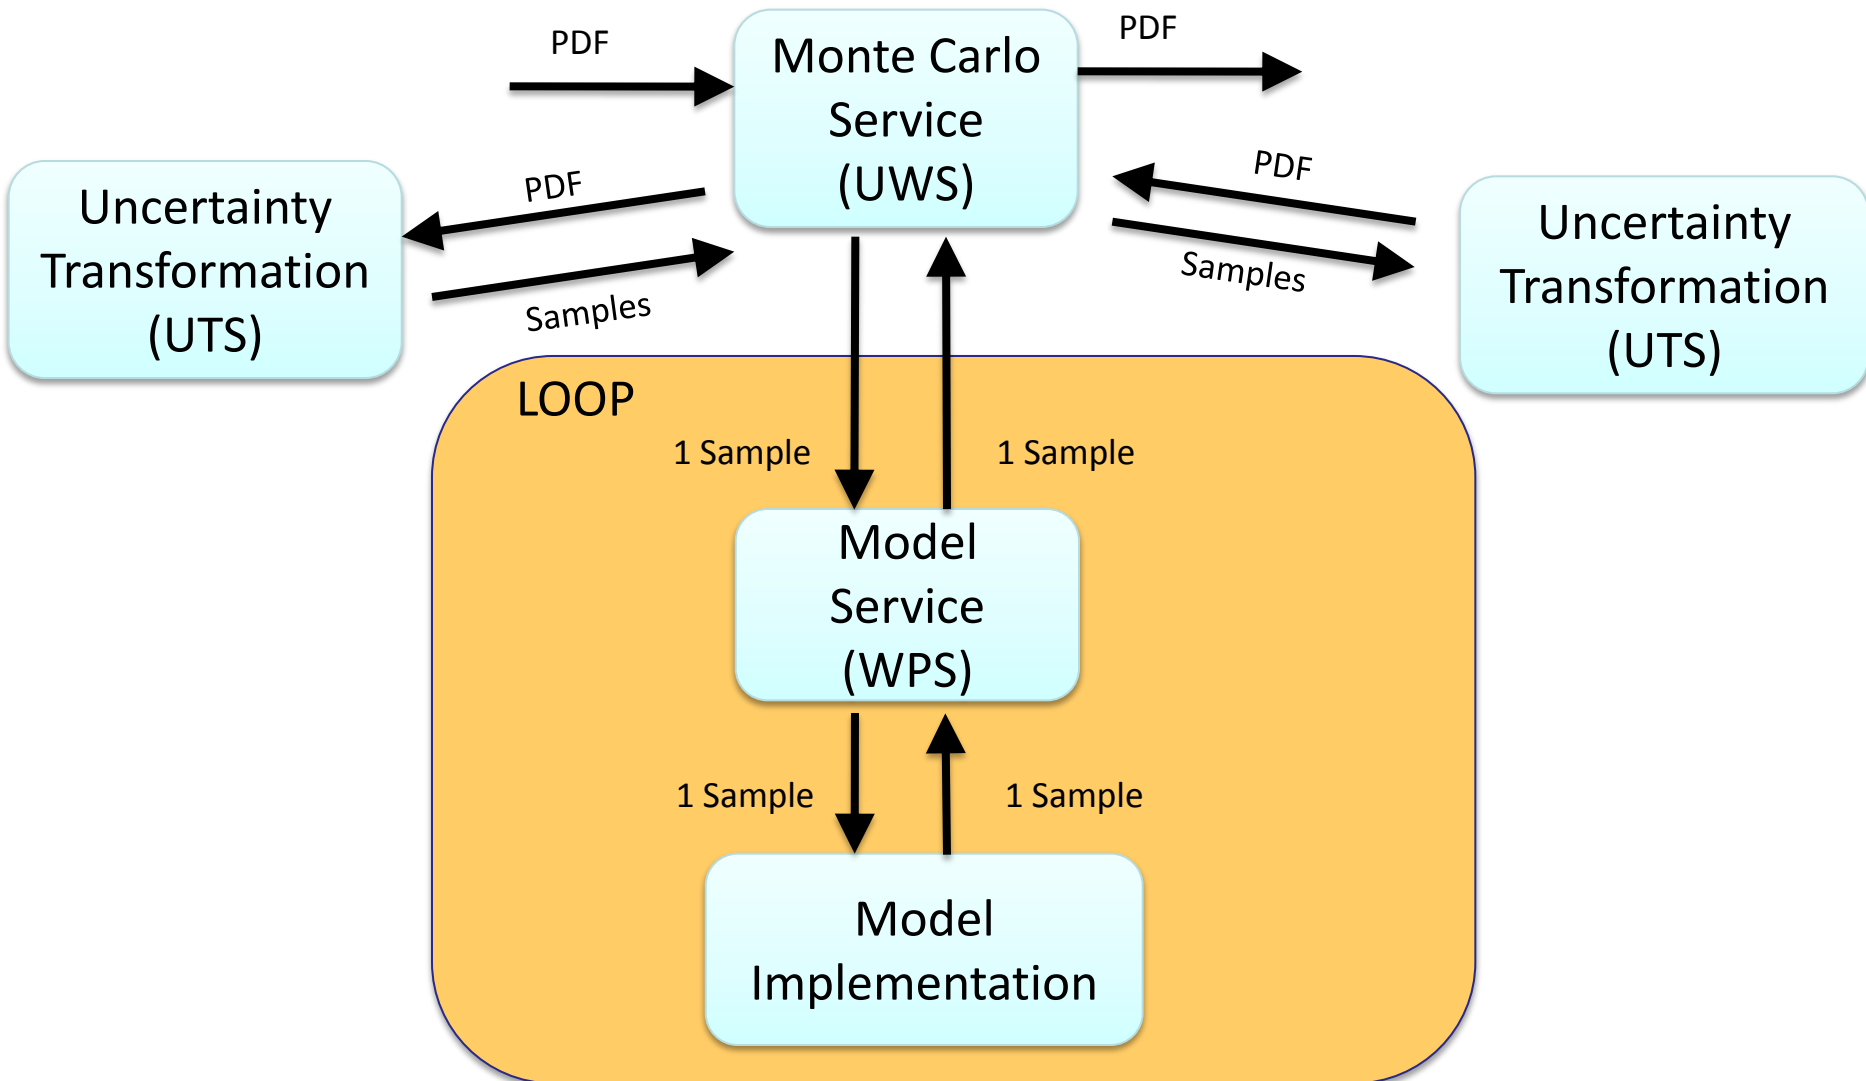 PDF
Monte Carlo
Service
(UWS)
PDF
Uncertainty
Transformation
(UTS)
PDF
Samples
PDF
Samples
Uncertainty
Transformation
(UTS)
LOOP
1 Sample
1 Sample
Model
Service
(WPS)
1 Sample
1 Sample
Model
Implementation